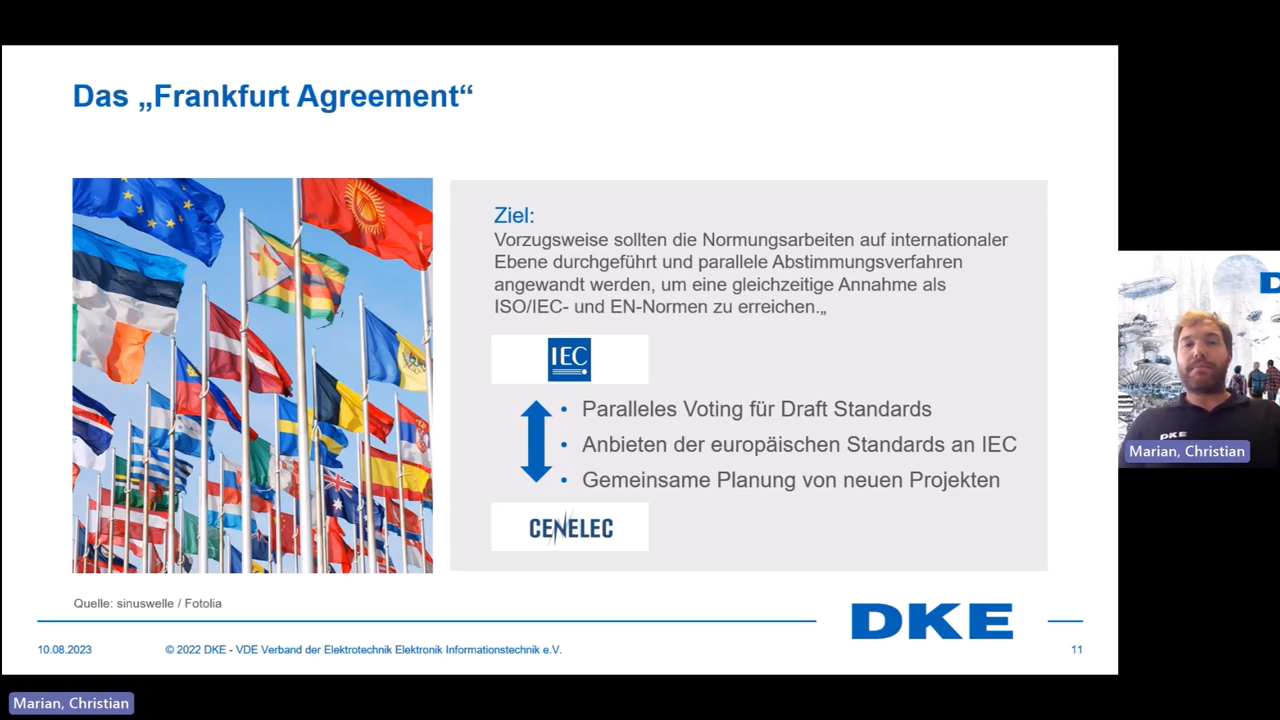 Das „Frankfurt Agreement“
Ziel:
Vorzugsweise sollten die Normungsarbeiten auf internationaler
Ebene durchgeführt und parallele Abstimmungsverfahren
angewandt werden, um eine gleichzeitige Annahme als
ISO/IEC- und EN-Normen zu erreichen.„
IEC
• Paralleles Voting für Draft Standards
• Anbieten der europäischen Standards an IEC
• Gemeinsame Planung von neuen Projekten
CENELEC
Quelle: sinuswelle / Fotolia
DKE
10.08.2023
© 2022 DKE - VDE Verband der Elektrotechnik Elektronik Informationstechnik e.V.
11
D
DKE
Marian, Christian
Marian, Christian